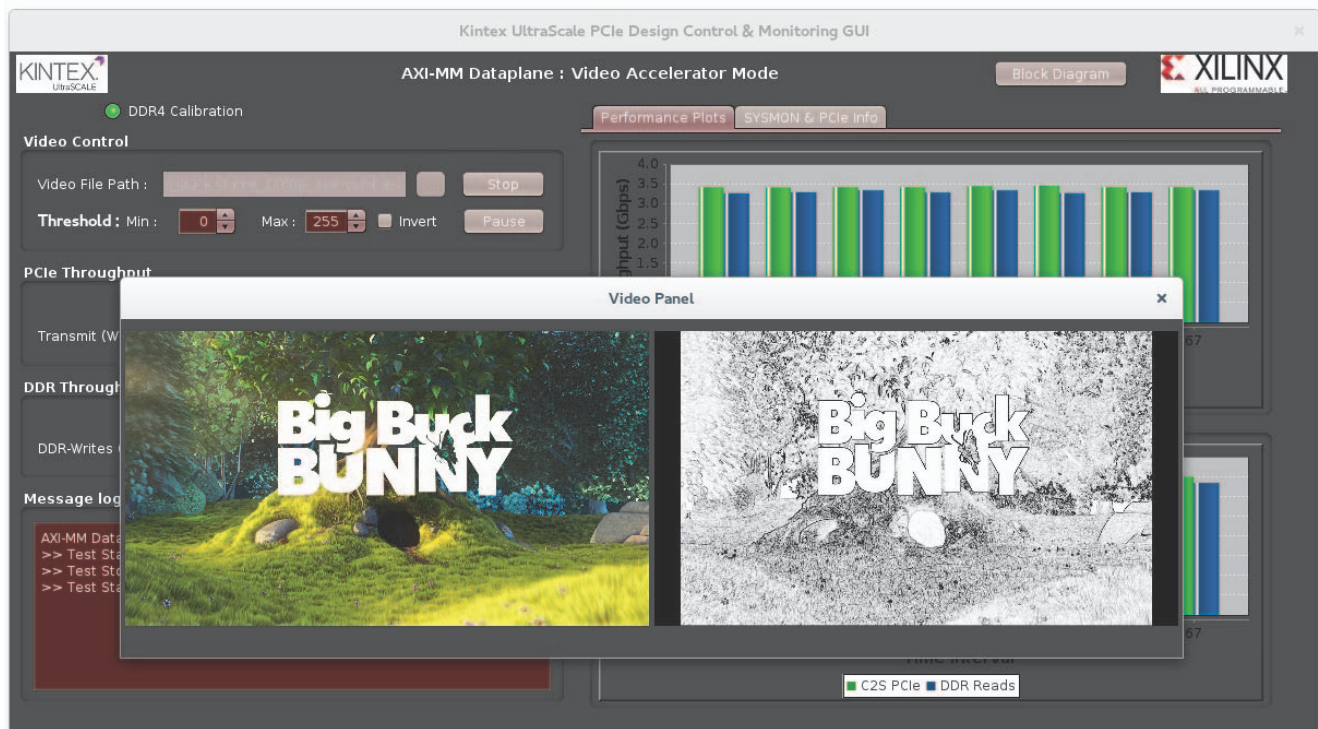 Kintex UltraScale PCIe Design Control & Monitoring GUI
KINTEX
UltraSCALE
AXI-MM Dataplane : Video Accelerator Mode
Block Diagram
XILINX
ALL PROGRAMMABLE
DDR4 Calibration
Performance Plots SYSMON & PCIe Info
Video Control
Video File Path :
Stop
Threshold : Min : 0 Max : 255 Invert Pause
4.0
3.5
3.0
2.5
2.0
1.5
ghput (Gbps)
PCIe Throughput
Transmit (W
67
DDR Through
DDR-Writes
Video Panel
Big Buck
BUNNY
Big Buck
BUNNY
Message log
AXI-MM Data
>> Test Sta
>> Test Sto
>> Test Sta
67
Time Interval
C2S PCIe DDR Reads